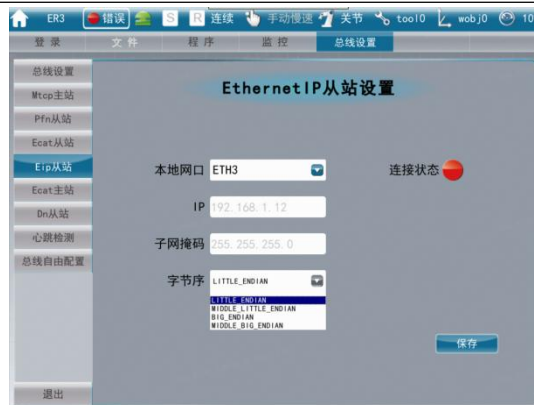 ER3 错误 S R 连续 手动慢速 关节 tool0 wobj0 10
登录 文件 程序 监控 总线设置
总线设置
Mtcp主站
Pfn从站
Ecat从站
Eip从站
Ecat主站
Dn从站
心跳检测
总线自由配置
退出
EthernetIP从站设置
本地网口 ETH3
连接状态
IP 192.168.1.12
子网掩码 255.255.255.0
字节序 LITTLE_ENDIAN
LITTLE_ENDIAN
MIDDLE_LITTLE_ENDIAN
BIG_ENDIAN
MIDDLE_BIG_ENDIAN
保存